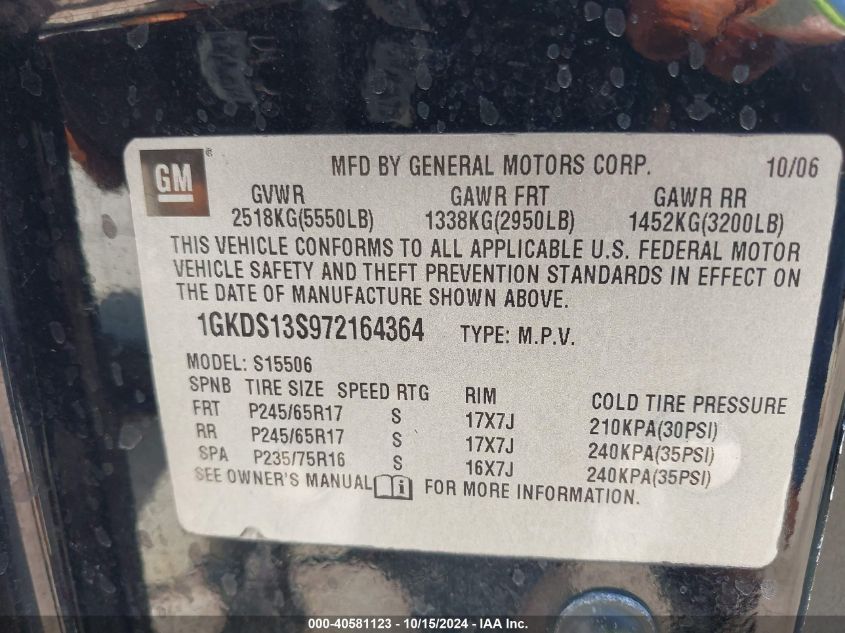 GM ® MFD BY GENERAL MOTORS CORP. 10/06
GVWR GAWR FRT GAWR RR
2518KG(5550LB) 1338KG(2950LB) 1452KG(3200LB)
THIS VEHICLE CONFORMS TO ALL APPLICABLE U.S. FEDERAL MOTOR
VEHICLE SAFETY AND THEFT PREVENTION STANDARDS IN EFFECT ON
THE DATE OF MANUFACTURE SHOWN ABOVE.
1GKDS13S972164364 TYPE: M.P.V.
MODEL: S15506
SPNB TIRE SIZE SPEED RTG RIM COLD TIRE PRESSURE
FRT P245/65R17 S 17X7J 210KPA(30PSI)
RR P245/65R17 S 17X7J 240KPA(35PSI)
SPA P235/75R16 S 16X7J 240KPA(35PSI)
SEE OWNER'S MANUAL i FOR MORE INFORMATION.
000-40581123 - 10/15/2024 - IAA Inc.